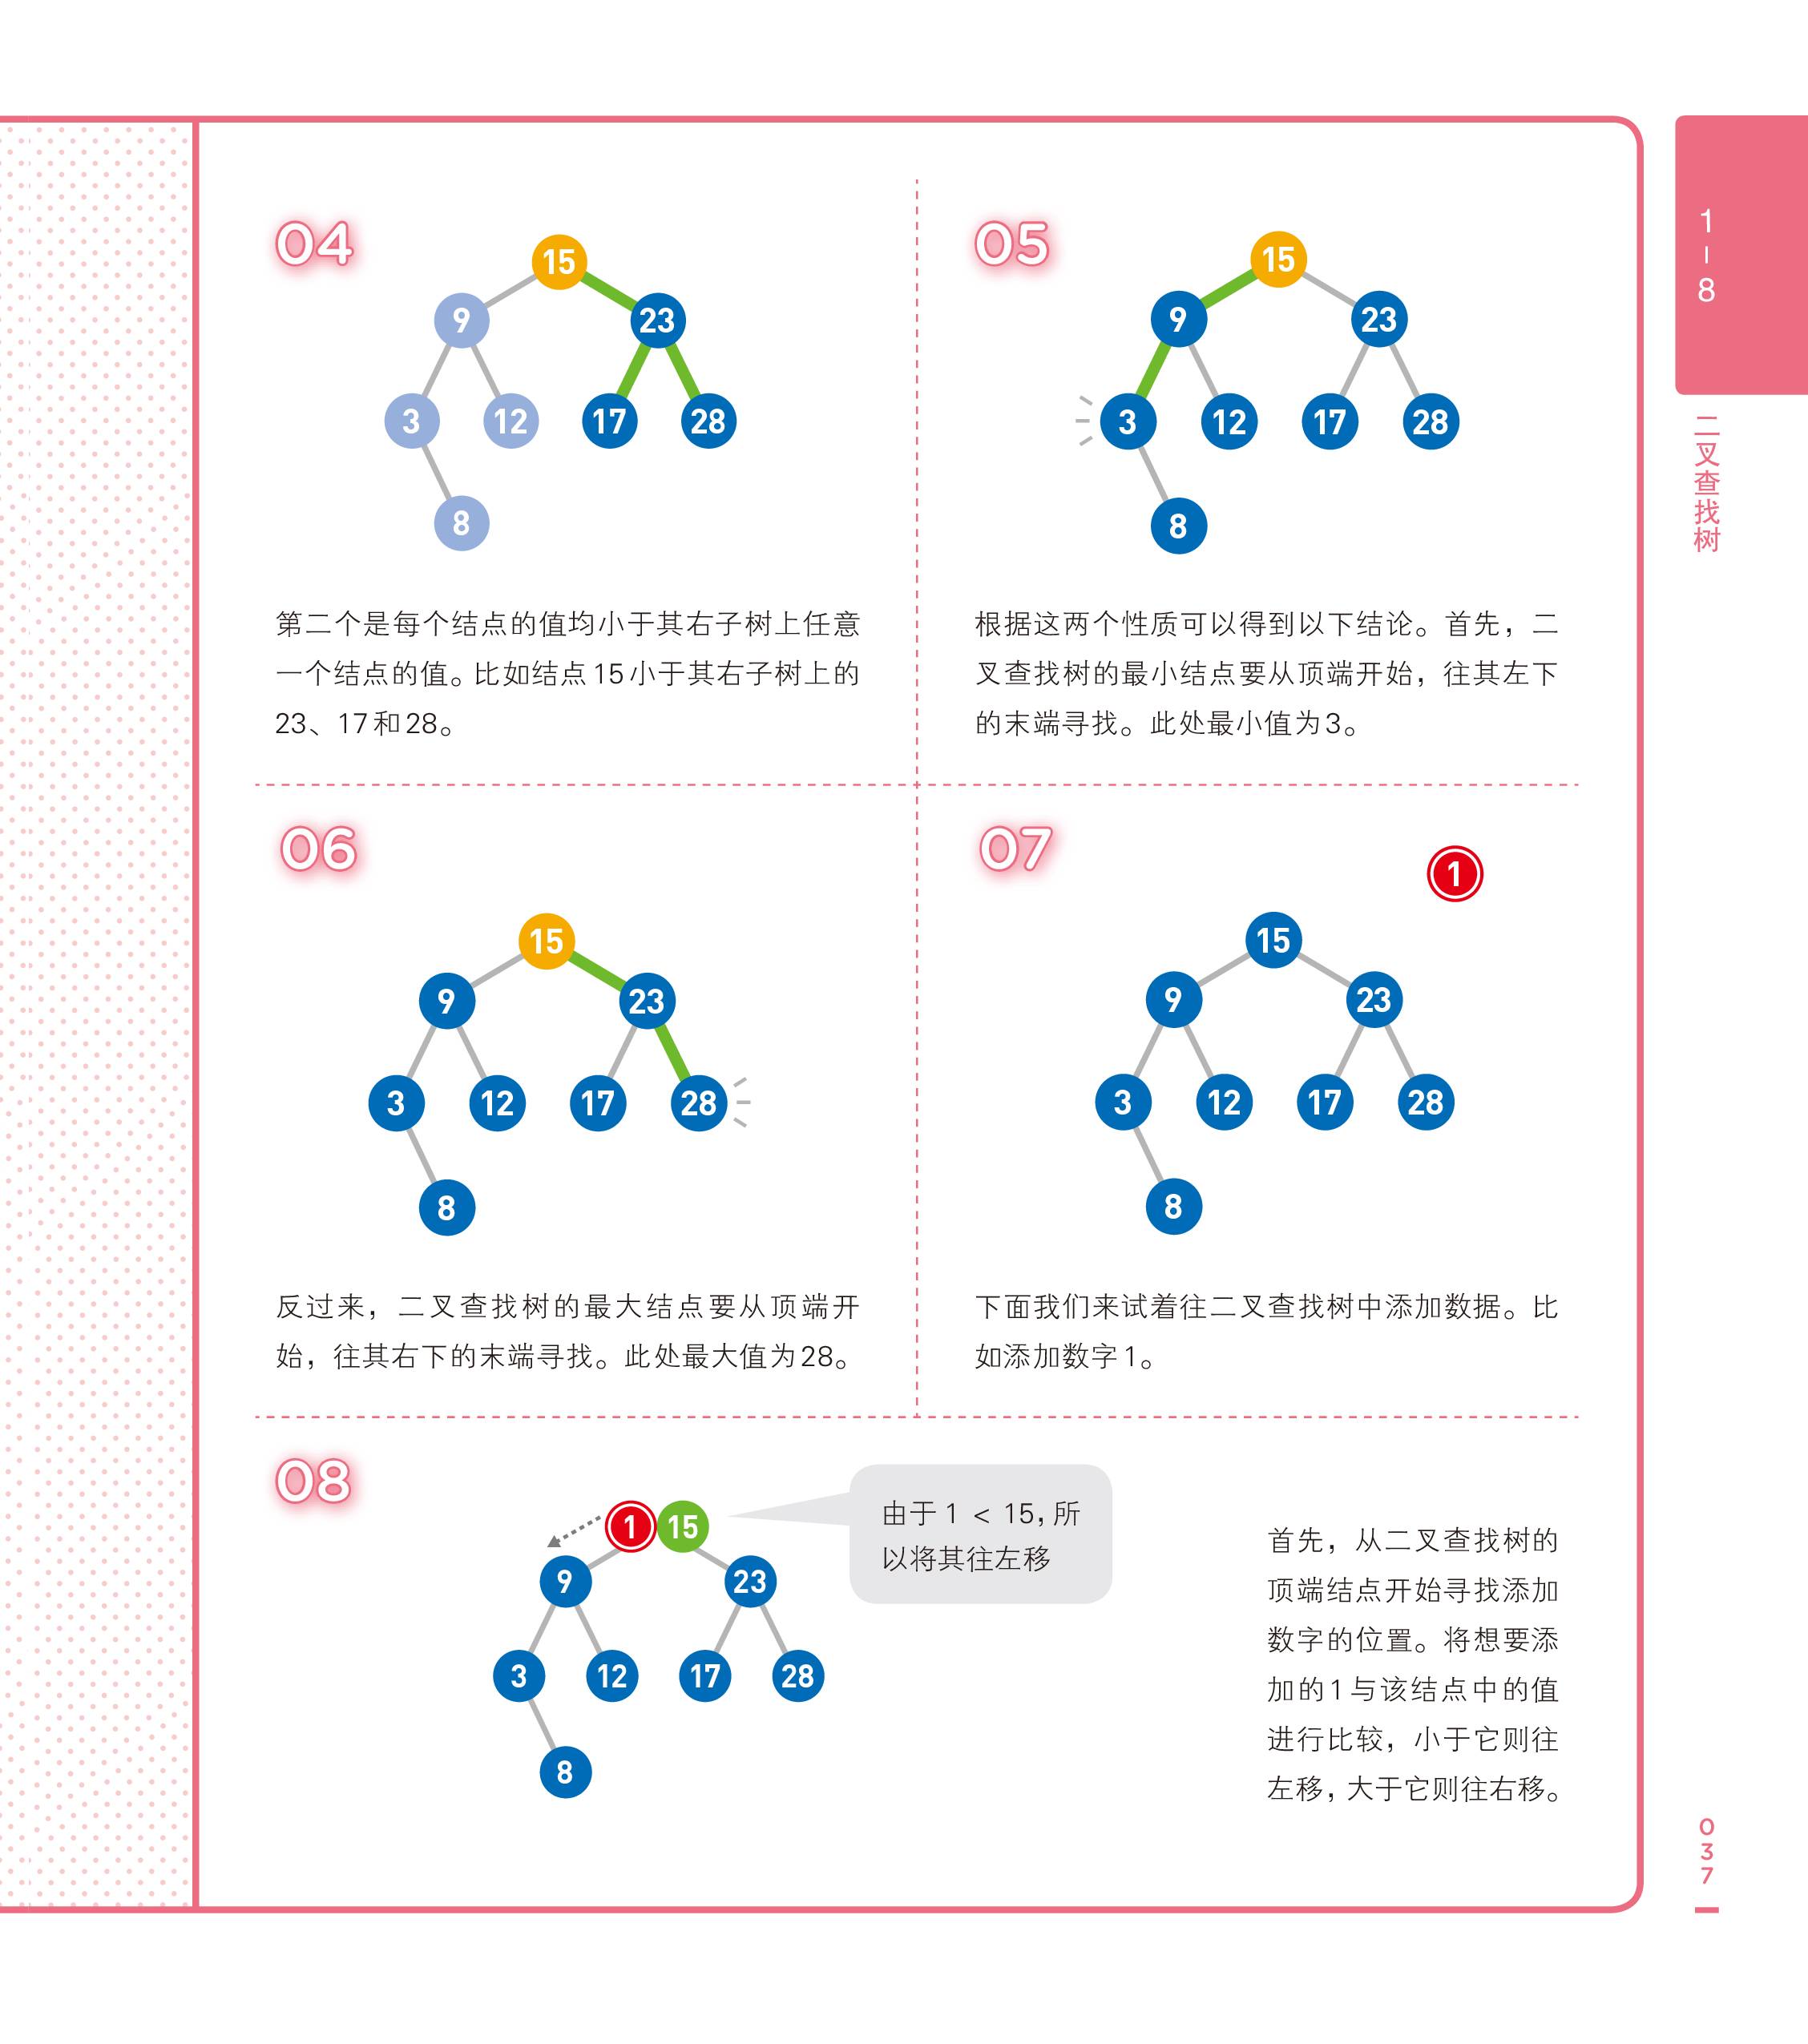 04
15
9 23
3 12 17 28
8
第二个是每个结点的值均小于其右子树上任意
一个结点的值。比如结点15小于其右子树上的
23、17和28。
05
15
9 23
3 12 17 28
8
根据这两个性质可以得到以下结论。首先，二
叉查找树的最小结点要从顶端开始，往其左下
的末端寻找。此处最小值为3。
06
15
9 23
3 12 17 28
8
反过来，二叉查找树的最大结点要从顶端开
始，往其右下的末端寻找。此处最大值为28。
07
1
15
9 23
3 12 17 28
8
下面我们来试着往二叉查找树中添加数据。比
如添加数字1。
08
1 15
9 23
3 12 17 28
8
由于1 < 15，所
以将其往左移
首先，从二叉查找树的
顶端结点开始寻找添加
数字的位置。将想要添
加的1与该结点中的值
进行比较，小于它则往
左移，大于它则往右移。
1-8
二叉查找树
037